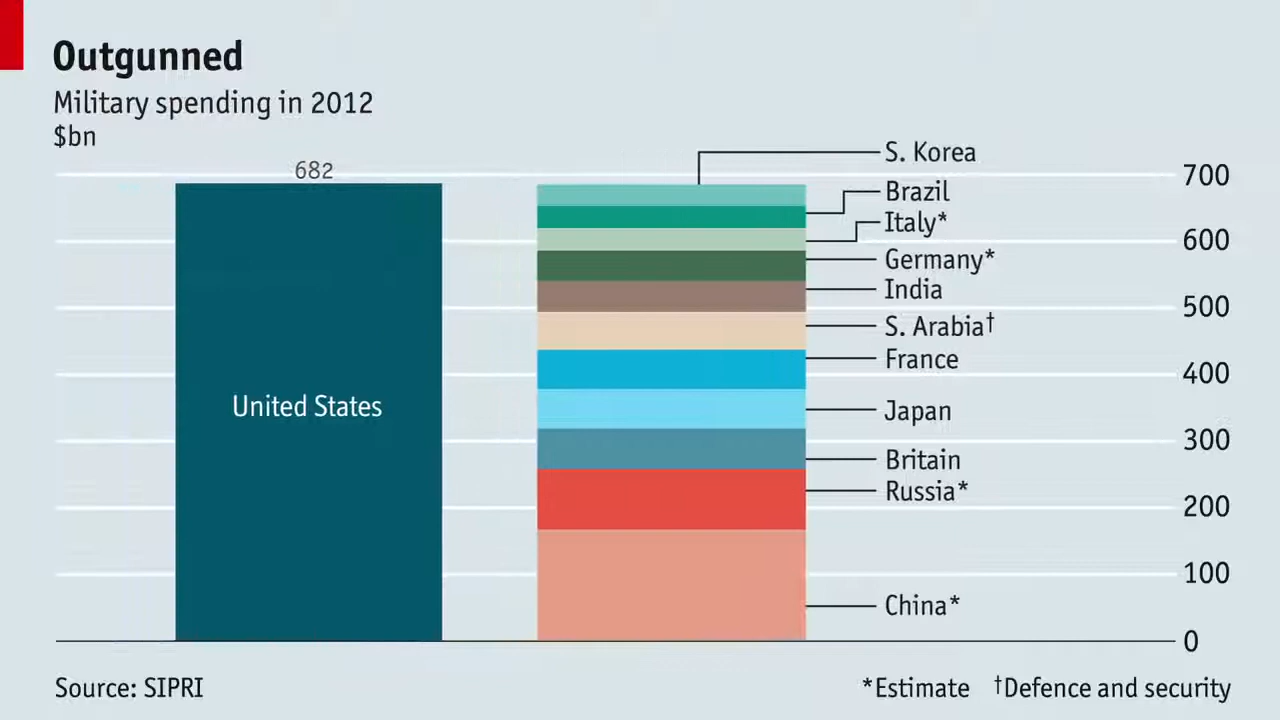 Outgunned
Military spending in 2012
$bn
682
S. Korea
700
Brazil
Italy*
600
Germany*
India
500
S. Arabia†
France
400
United States
Japan
300
Britain
Russia*
200
100
China*
0
Source: SIPRI
*Estimate †Defence and security